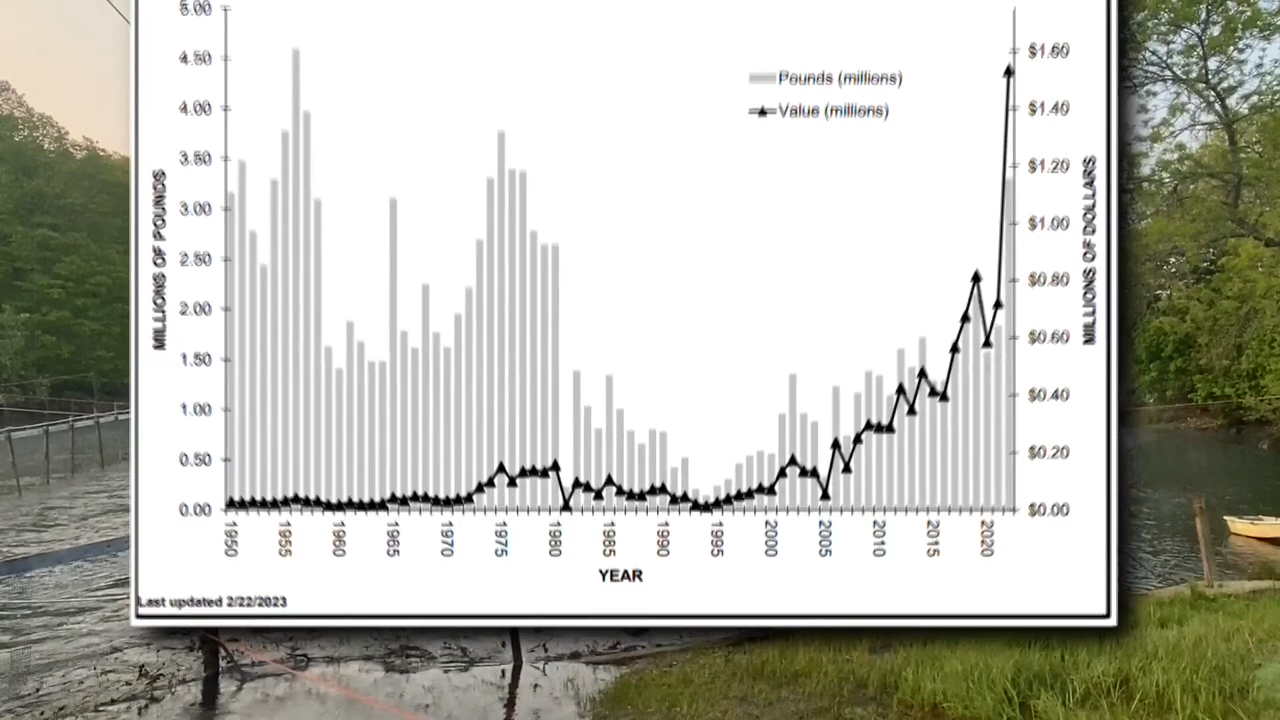 5.00
4.50
4.00
3.50
3.00
2.50
2.00
1.50
1.00
0.50
0.00
MILLIONS OF POUNDS
Pounds (millions)
Value (millions)
$1.60
$1.40
$1.20
$1.00
$0.80
$0.60
$0.40
$0.20
$0.00
MILLIONS OF DOLLARS
1950 1955 1960 1965 1970 1975 1980 1985 1990 1995 2000 2005 2010 2015 2020
YEAR
Last updated 2/22/2023